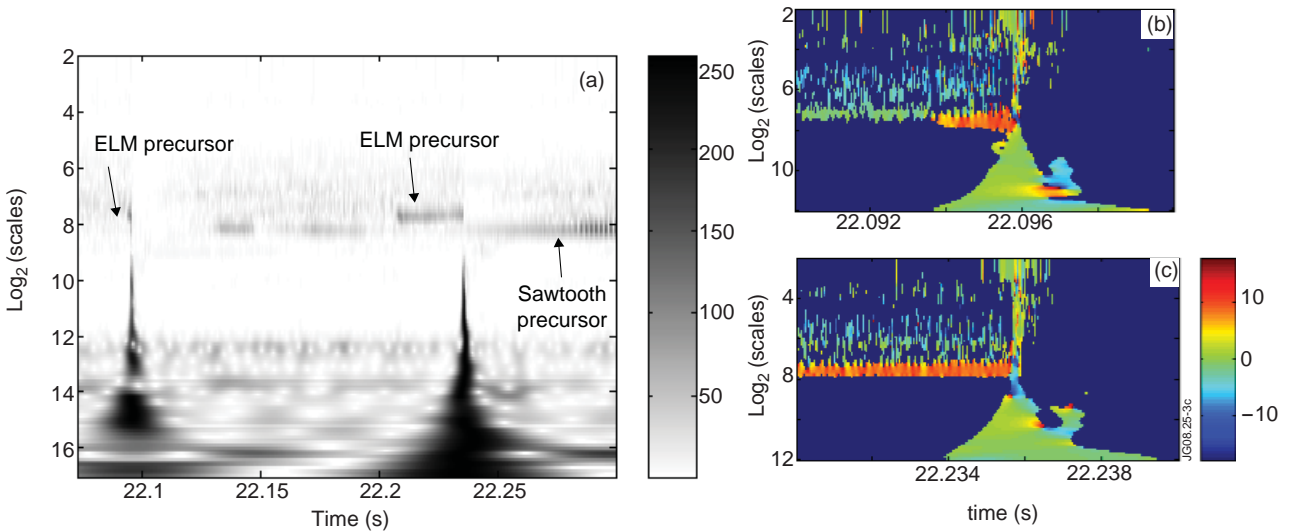 (a)
Log2 (scales)
2
4
6
8
10
12
14
16
22.1
22.15
22.2
22.25
Time (s)
ELM precursor
ELM precursor
Sawtooth
precursor
250
200
150
100
50
(b)
Log2 (scales)
2
6
10
22.092
22.096
(c)
Log2 (scales)
4
8
12
22.234
22.238
time (s)
JG08.25-3c
10
0
−10